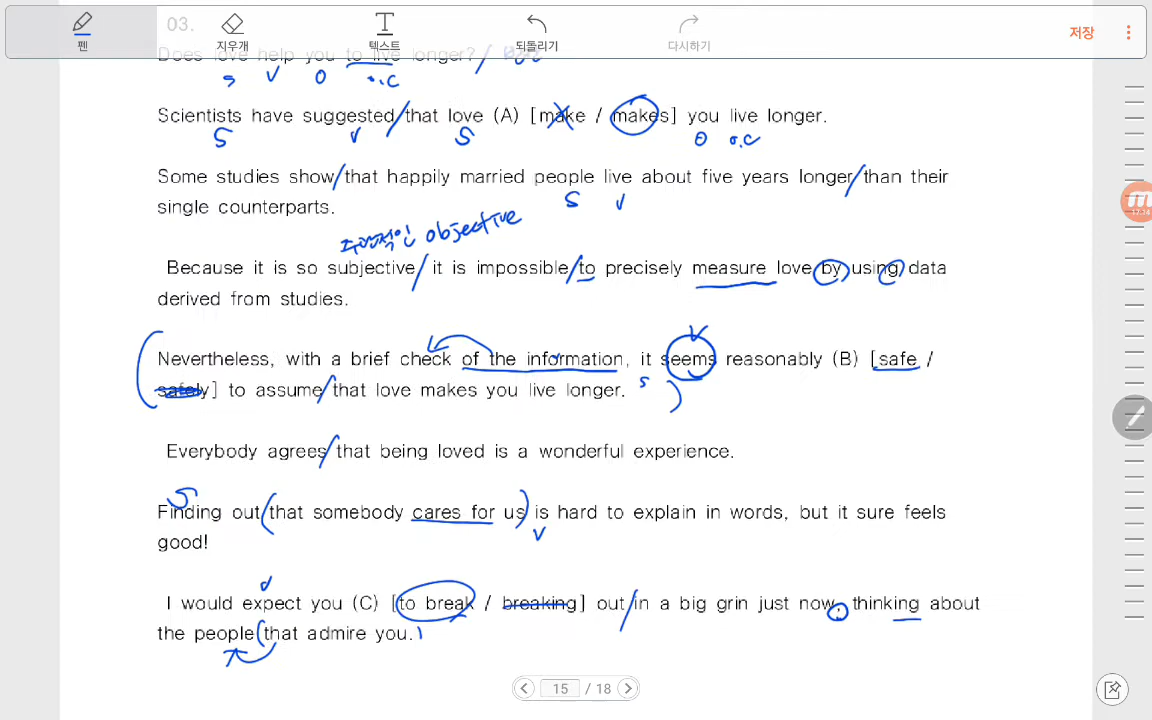 03.
펜
지우개
텍스트
되돌리기
다시하기
저장
Does love help you to live longer?
S V O o.c
Scientists have suggested that love (A) [make / makes] you live longer.
S V S O o.c
Some studies show that happily married people live about five years longer than their
S V
single counterparts.
objective
Because it is so subjective it is impossible to precisely measure love by using data
derived from studies.
V
Nevertheless, with a brief check of the information, it seems reasonably (B) [safe /
S
safely] to assume that love makes you live longer.
Everybody agrees that being loved is a wonderful experience.
S
Finding out that somebody cares for us is hard to explain in words, but it sure feels
V
good!
I would expect you (C) [to break / breaking] out in a big grin just now, thinking about
the people that admire you.
15 / 18